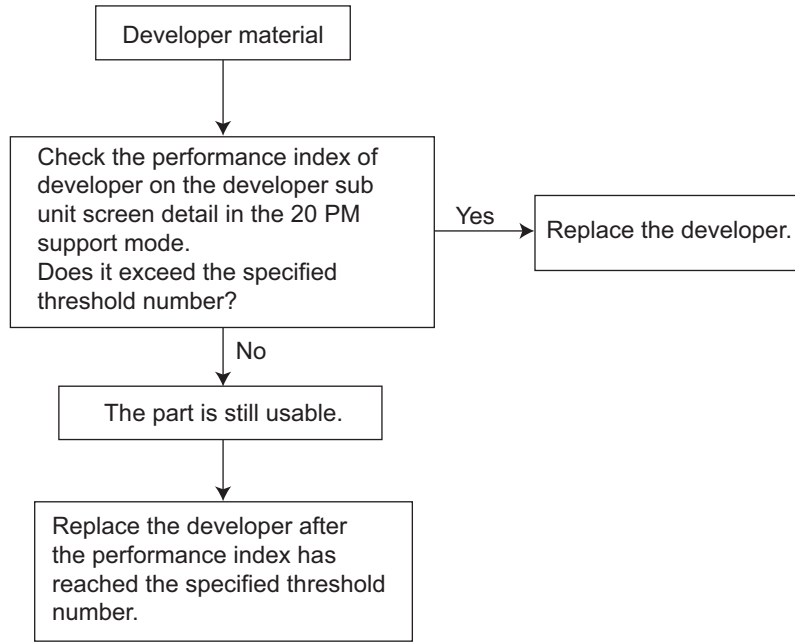 Developer material
Check the performance index of
developer on the developer sub
unit screen detail in the 20 PM
support mode.
Does it exceed the specified
threshold number?
Yes
Replace the developer.
No
The part is still usable.
Replace the developer after
the performance index has
reached the specified threshold
number.